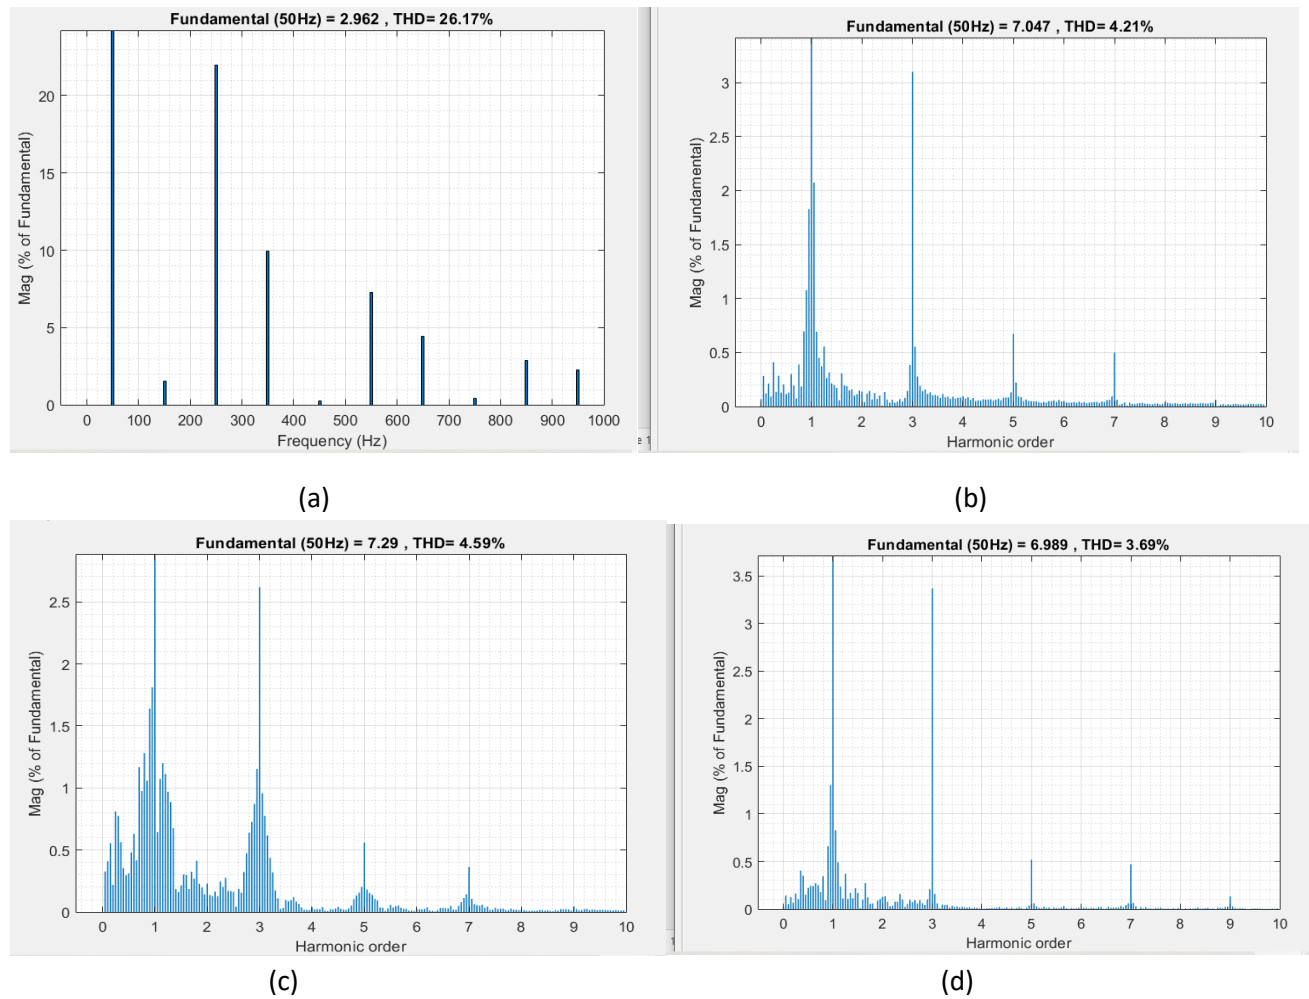 Fundamental (50Hz) = 2.962 , THD= 26.17%
Mag (% of Fundamental)
20
15
10
5
0
0 100 200 300 400 500 600 700 800 900 1000
Frequency (Hz)
(a)
Fundamental (50Hz) = 7.047 , THD= 4.21%
Mag (% of Fundamental)
3
2.5
2
1.5
1
0.5
0
0 1 2 3 4 5 6 7 8 9 10
Harmonic order
(b)
Fundamental (50Hz) = 7.29 , THD= 4.59%
Mag (% of Fundamental)
2.5
2
1.5
1
0.5
0
0 1 2 3 4 5 6 7 8 9 10
Harmonic order
(c)
Fundamental (50Hz) = 6.989 , THD= 3.69%
Mag (% of Fundamental)
3.5
3
2.5
2
1.5
1
0.5
0
0 1 2 3 4 5 6 7 8 9 10
Harmonic order
(d)